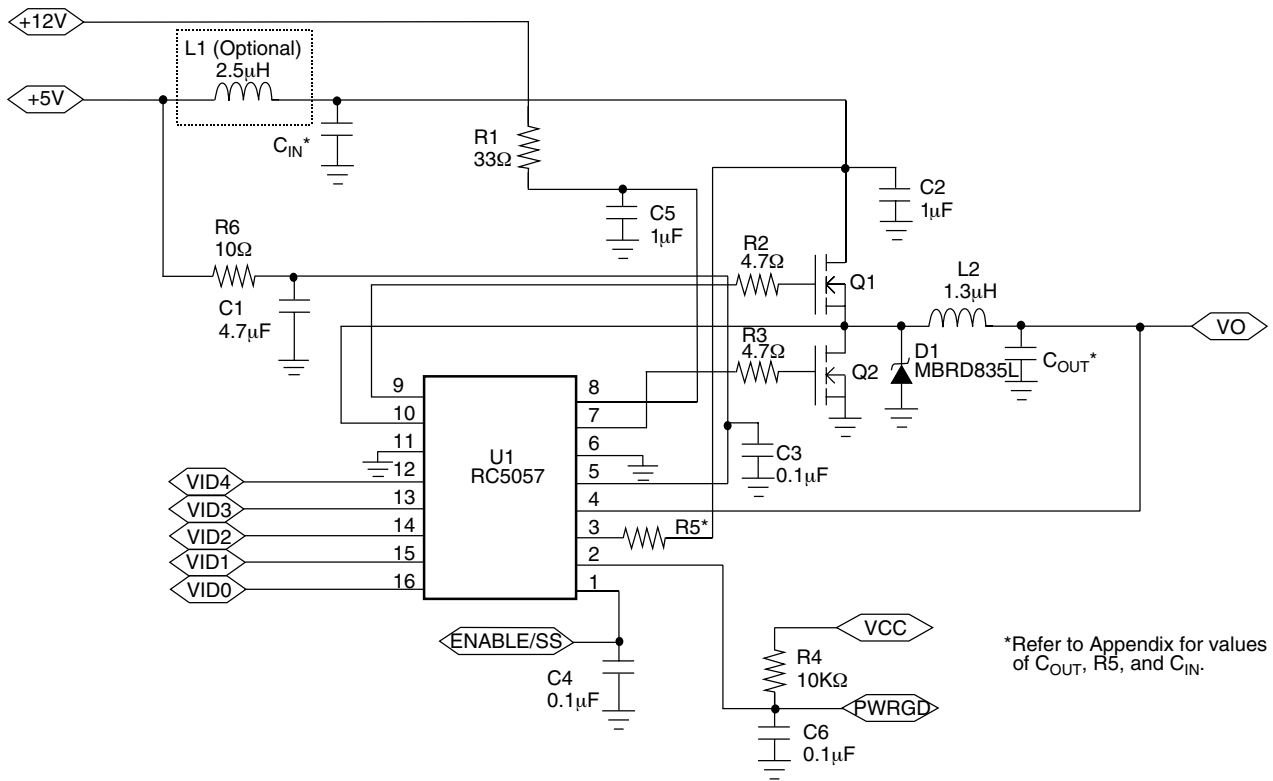 +12V
L1 (Optional)
2.5µH
+5V
CIN*
R1
33Ω
C2
1µF
C5
1µF
R6
10Ω
R2
4.7Ω
Q1
L2
1.3µH
C1
4.7µF
VO
R3
4.7Ω
Q2
D1
MBRD835L
COUT*
9
8
10
7
11
6
U1
RC5057
C3
0.1µF
12
5
VID4
13
4
VID3
14
3
R5*
VID2
15
2
VID1
16
1
VID0
ENABLE/SS
VCC
C4
0.1µF
R4
10KΩ
*Refer to Appendix for values
of COUT, R5, and CIN.
PWRGD
C6
0.1µF